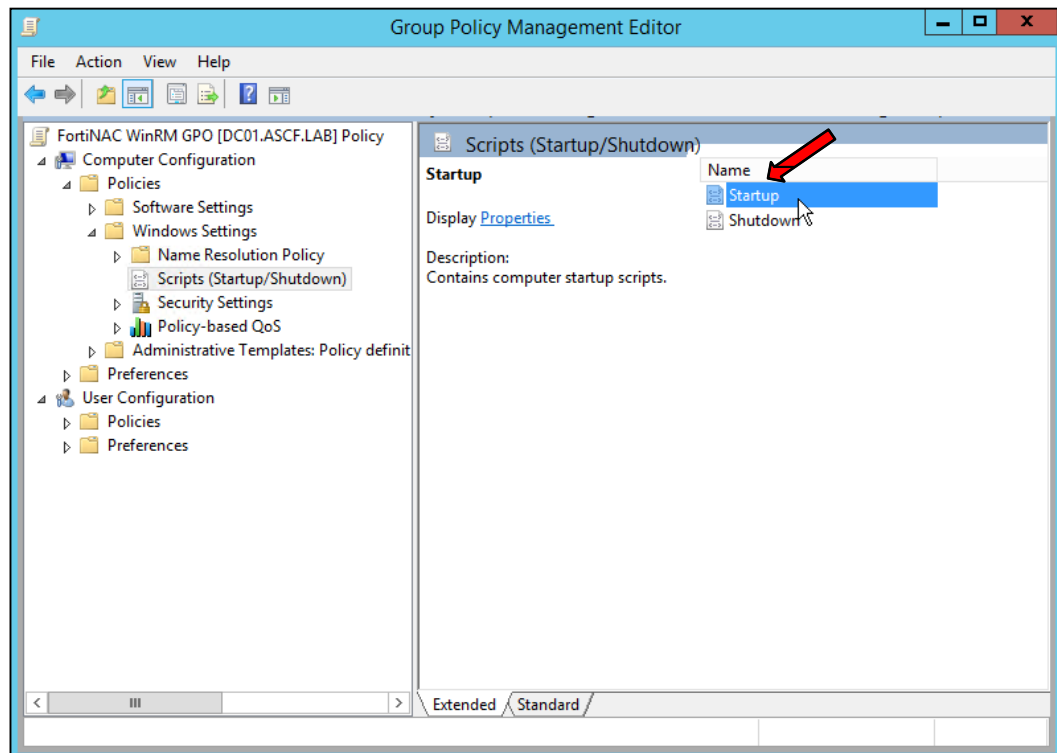 Group Policy Management Editor
File Action View Help
FortiNAC WinRM GPO [DC01.ASCF.LAB] Policy
Computer Configuration
Policies
Software Settings
Windows Settings
Name Resolution Policy
Scripts (Startup/Shutdown)
Security Settings
Policy-based QoS
Administrative Templates: Policy definit
Preferences
User Configuration
Policies
Preferences
Scripts (Startup/Shutdown)
Startup
Display Properties
Description:
Contains computer startup scripts.
Name
Startup
Shutdown
Extended Standard